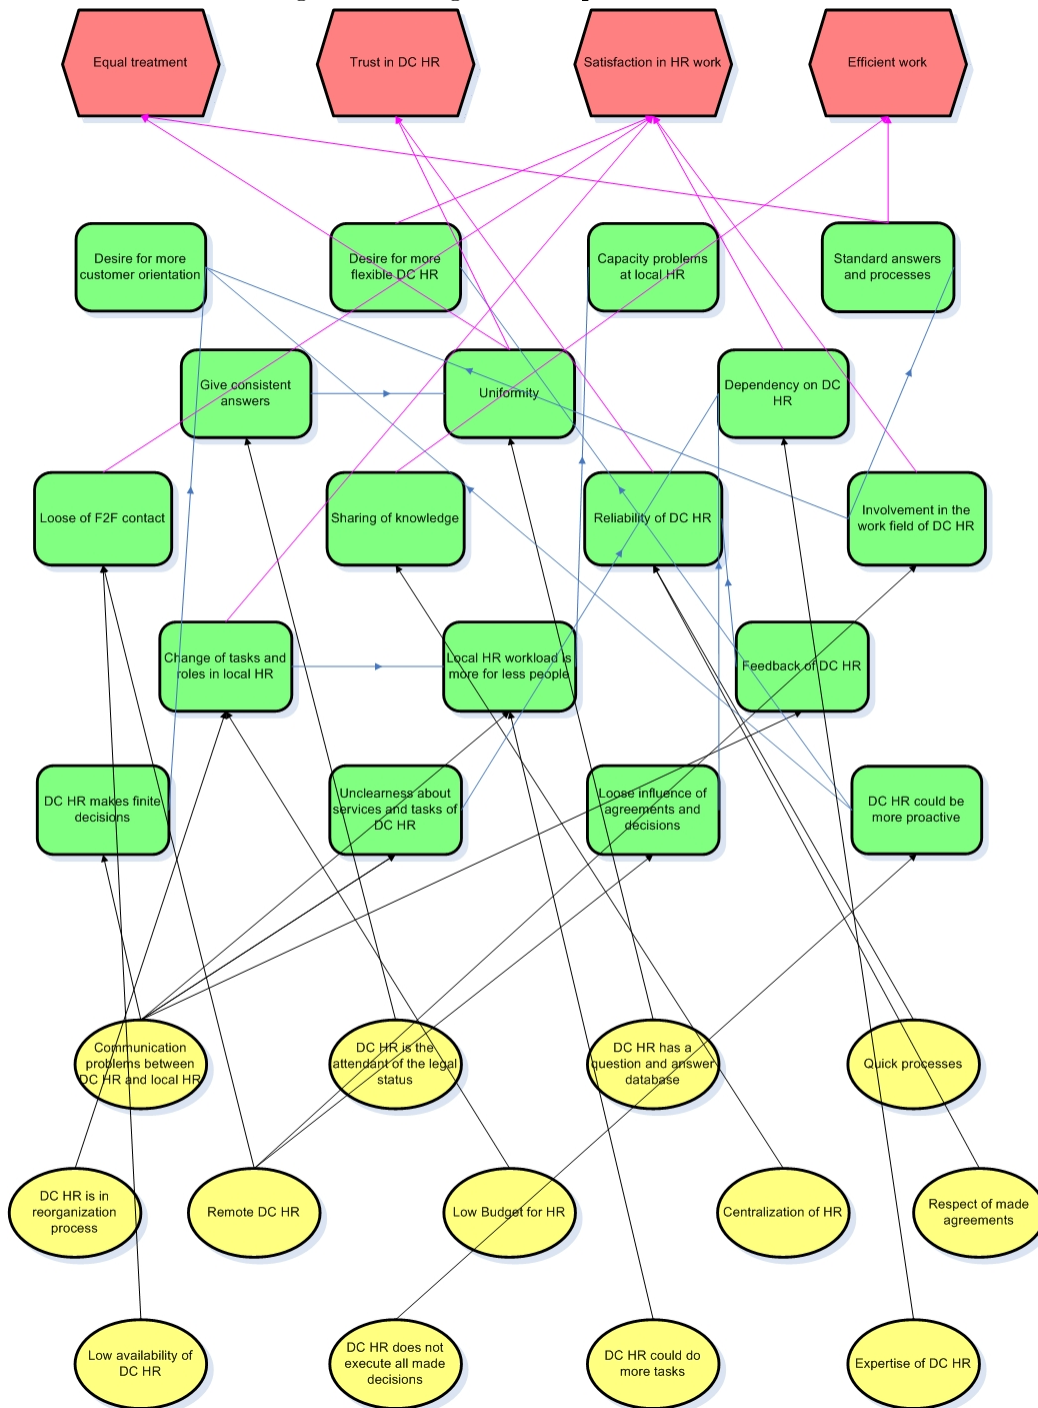 Equal treatment
Trust in DC HR
Satisfaction in HR work
Efficient work
Desire for more
customer orientation
Desire for more
flexible DC HR
Capacity problems
at local HR
Standard answers
and processes
Give consistent
answers
Uniformity
Dependency on DC
HR
Loose of F2F contact
Sharing of knowledge
Reliability of DC HR
Involvement in the
work field of DC HR
Change of tasks and
roles in local HR
Local HR workload is
more for less people
Feedback of DC HR
DC HR makes finite
decisions
Unclearness about
services and tasks of
DC HR
Loose influence of
agreements and
decisions
DC HR could be
more proactive
Communication
problems between
DC HR and local HR
DC HR is the
attendant of the legal
status
DC HR has a
question and answer
database
Quick processes
DC HR is in
reorganization
process
Remote DC HR
Low Budget for HR
Centralization of HR
Respect of made
agreements
Low availability of
DC HR
DC HR does not
execute all made
decisions
DC HR could do
more tasks
Expertise of DC HR